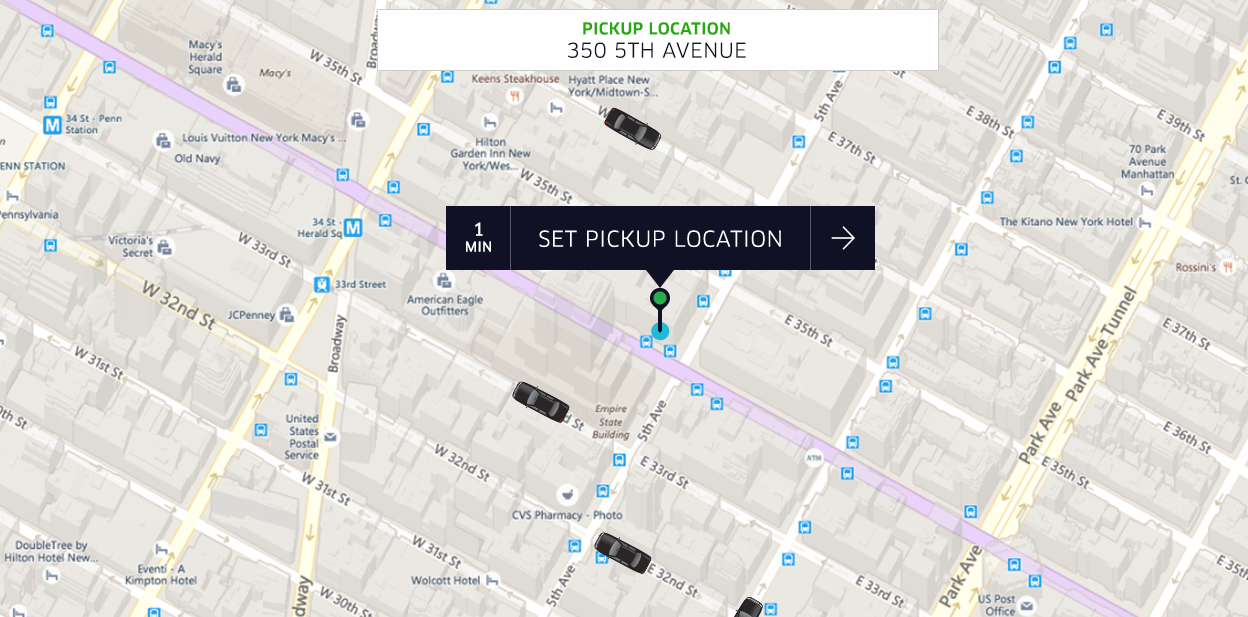 PICKUP LOCATION
350 5TH AVENUE
Macy's
Herald
Square
Macy's
Broadway
W 35th St
Keens Steakhouse
Hyatt Place New
York/Midtown-S...
5th Ave
E 38th St
E 39th St
M
34 St - Penn
Station
Louis Vuitton New York Macy's ...
Old Navy
Hilton
Garden Inn New
York/Wes...
E 37th St
70 Park
Avenue
Manhattan
ENN STATION
W 35th St
St.
Pennsylvania
34 St -
Herald Sq
M
1
MIN
SET PICKUP LOCATION
The Kitano New York Hotel
Victoria's
Secret
W 33rd St
Rossini's
33rd Street
American Eagle
Outfitters
W 32nd St
JCPenney
Broadway
E 35th St
Park Ave Tunnel
E 37th St
W 31st St
0th St
United
States
Postal
Service
d St
Empire
State
Building
5th Ave
Park Ave
E 36th St
ATM
W 32nd St
E 33rd St
E 35th St
W 31st St
CVS Pharmacy - Photo
DoubleTree by
Hilton Hotel New...
W 31st St
Eventi - A
Kimpton Hotel
Wolcott Hotel
5th Ave
E 32nd St
E 33rd St
Park Ave
E 35th
US Post
Office
W 30th St
dway